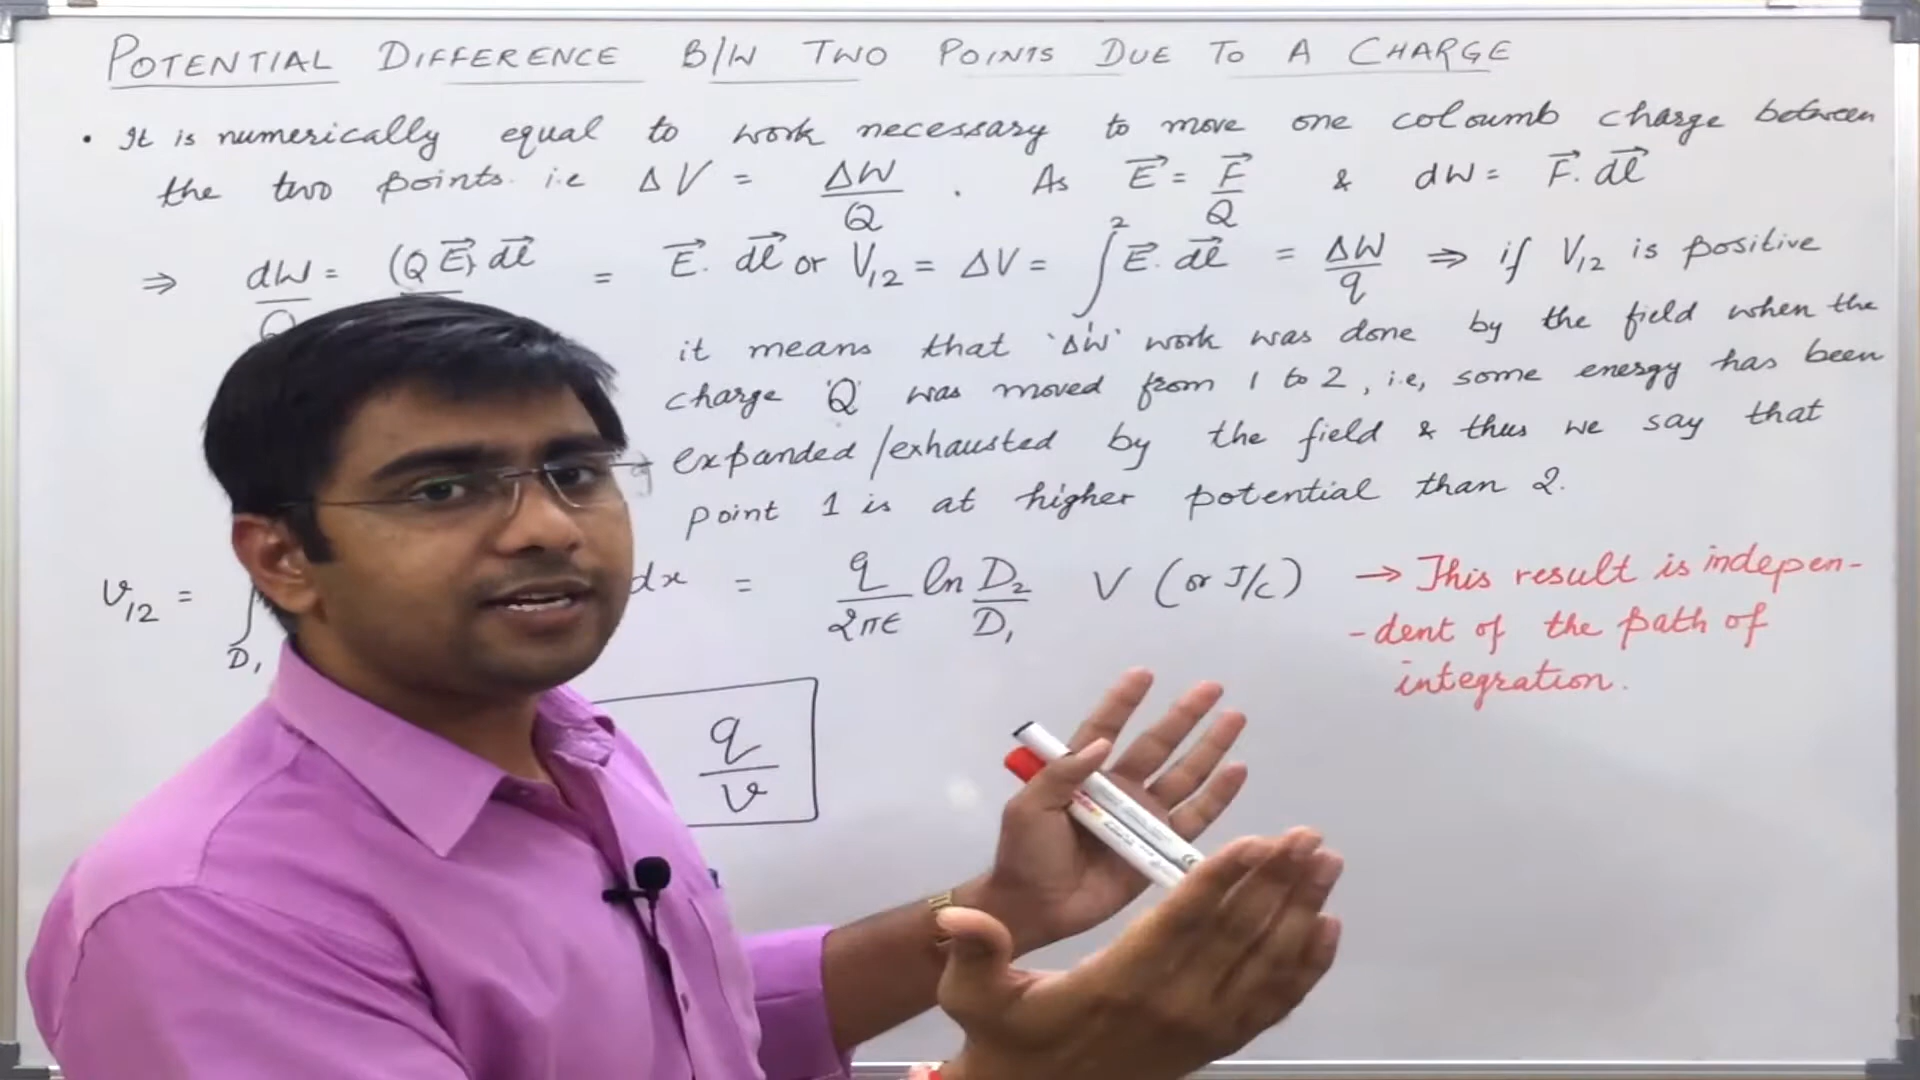 POTENTIAL DIFFERENCE B/W TWO POINTS DUE TO A CHARGE
• It is numerically equal to work necessary to move one coloumb charge between
the two points. i.e ΔV = ΔW/Q . As E⃗ = F⃗/Q & dW = F⃗. dl⃗
⇒ dW/Q = (Q E⃗). dl⃗ = E⃗. dl⃗ or V₁₂ = ΔV = ∫₁² E⃗. dl⃗ = ΔW/q ⇒ if V₁₂ is positive
it means that 'ΔW' work was done by the field when the
charge 'Q' was moved from 1 to 2, i.e, some energy has been
expanded/exhausted by the field & thus we say that
point 1 is at higher potential than 2.
v₁₂ = ∫D₁ dx = q/2πε ln D₂/D₁ V (or J/C) → This result is indepen-
-dent of the path of
integration.
q/v